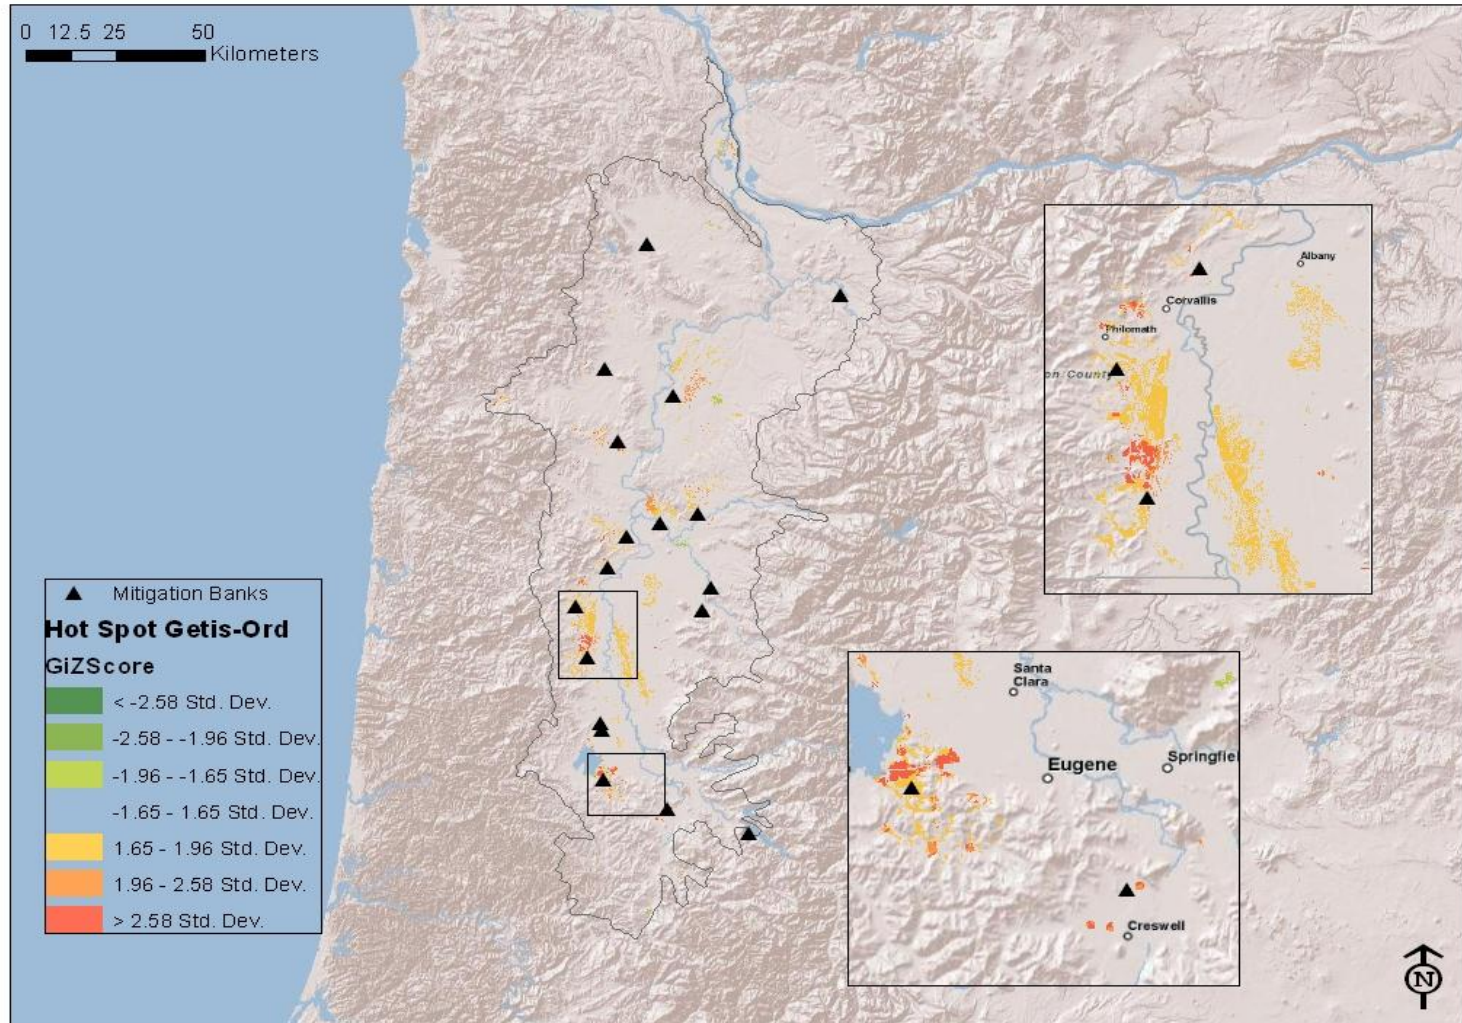 0 12.5 25 50
Kilometers
Albany
Corvallis
Philomath
on County
Santa
Clara
Eugene
Springfiel
Creswell
Mitigation Banks
Hot Spot Getis-Ord
GiZScore
< -2.58 Std. Dev.
-2.58 - -1.96 Std. Dev.
-1.96 - -1.65 Std. Dev.
-1.65 - 1.65 Std. Dev.
1.65 - 1.96 Std. Dev.
1.96 - 2.58 Std. Dev.
> 2.58 Std. Dev.
N